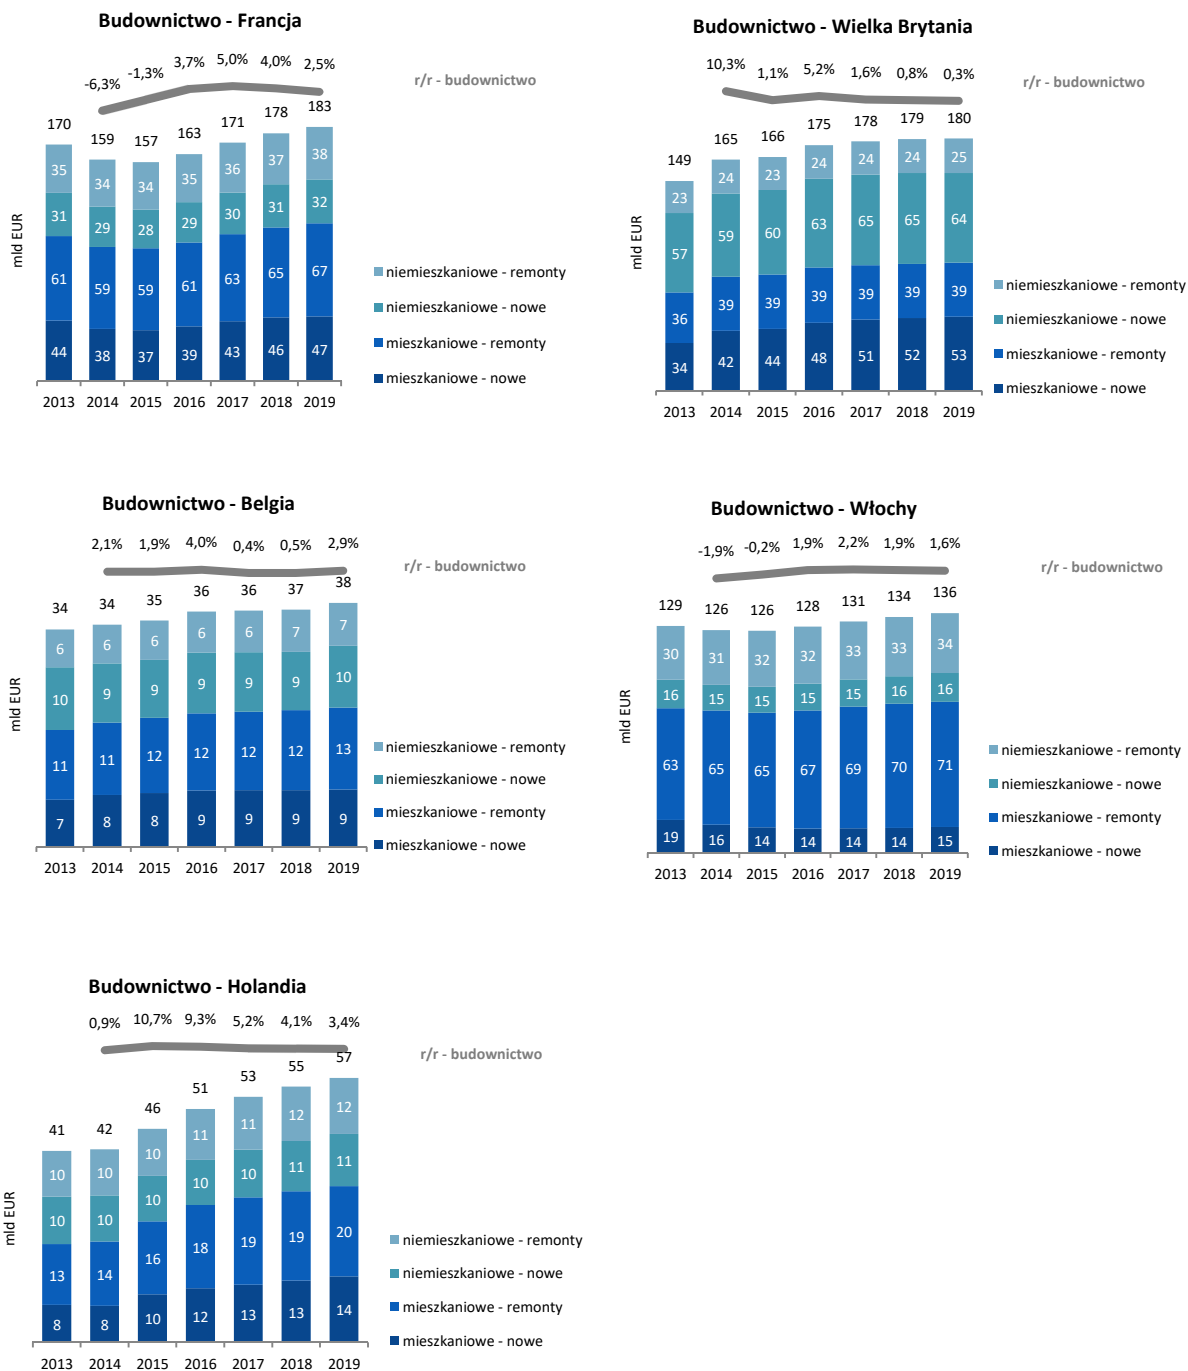 Budownictwo - Francja
-6,3% -1,3% 3,7% 5,0% 4,0% 2,5%
r/r - budownictwo
170 159 157 163 171 178 183
35 34 34 35 36 37 38
31 29 28 29 30 31 32
61 59 59 61 63 65 67
44 38 37 39 43 46 47
mld EUR
2013 2014 2015 2016 2017 2018 2019
niemieszkaniowe - remonty
niemieszkaniowe - nowe
mieszkaniowe - remonty
mieszkaniowe - nowe
Budownictwo - Wielka Brytania
10,3% 1,1% 5,2% 1,6% 0,8% 0,3%
r/r - budownictwo
149 165 166 175 178 179 180
23 24 23 24 24 24 25
57 59 60 63 65 65 64
36 39 39 39 39 39 39
34 42 44 48 51 52 53
mld EUR
2013 2014 2015 2016 2017 2018 2019
niemieszkaniowe - remonty
niemieszkaniowe - nowe
mieszkaniowe - remonty
mieszkaniowe - nowe
Budownictwo - Belgia
2,1% 1,9% 4,0% 0,4% 0,5% 2,9%
r/r - budownictwo
34 34 35 36 36 37 38
6 6 6 6 6 7 7
10 9 9 9 9 9 10
11 11 12 12 12 12 13
7 8 8 9 9 9 9
mld EUR
2013 2014 2015 2016 2017 2018 2019
niemieszkaniowe - remonty
niemieszkaniowe - nowe
mieszkaniowe - remonty
mieszkaniowe - nowe
Budownictwo - Włochy
-1,9% -0,2% 1,9% 2,2% 1,9% 1,6%
r/r - budownictwo
129 126 126 128 131 134 136
30 31 32 32 33 33 34
16 15 15 15 15 16 16
63 65 65 67 69 70 71
19 16 14 14 14 14 15
mld EUR
2013 2014 2015 2016 2017 2018 2019
niemieszkaniowe - remonty
niemieszkaniowe - nowe
mieszkaniowe - remonty
mieszkaniowe - nowe
Budownictwo - Holandia
0,9% 10,7% 9,3% 5,2% 4,1% 3,4%
r/r - budownictwo
41 42 46 51 53 55 57
10 10 10 11 11 12 12
10 10 10 10 10 11 11
13 14 16 18 19 19 20
8 8 10 12 13 13 14
mld EUR
2013 2014 2015 2016 2017 2018 2019
niemieszkaniowe - remonty
niemieszkaniowe - nowe
mieszkaniowe - remonty
mieszkaniowe - nowe